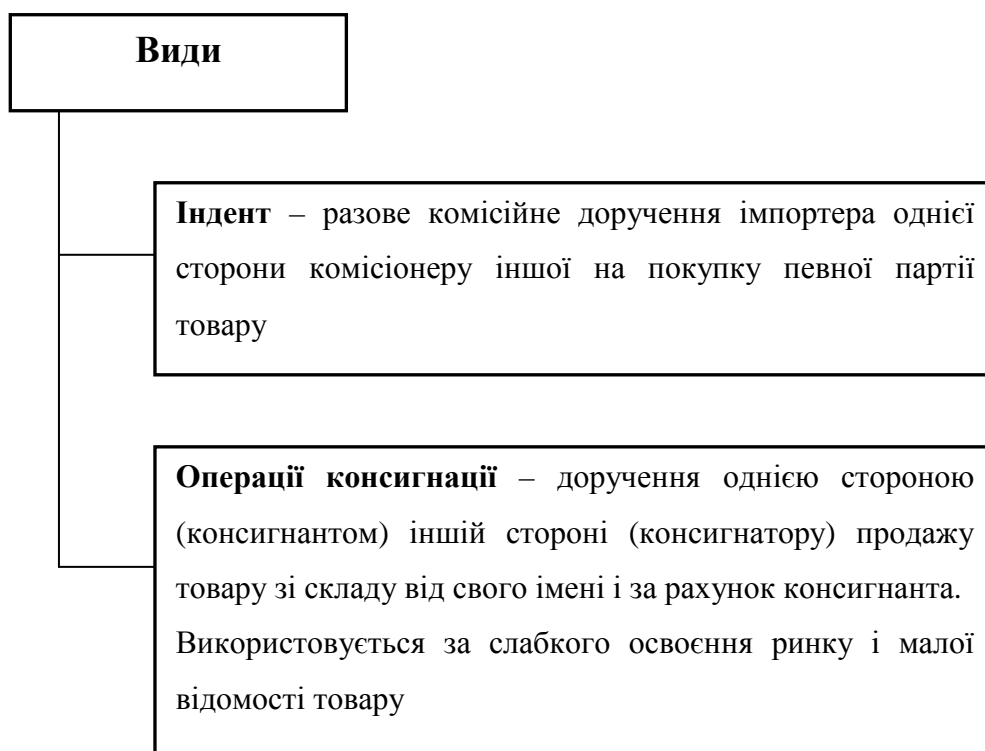 Види
Індент – разове комісійне доручення імпортера однієї
сторони комісіонеру іншої на покупку певної партії
товару
Операції консигнації – доручення однією стороною
(консигнантом) іншій стороні (консигнатору) продажу
товару зі складу від свого імені і за рахунок консигнанта.
Використовується за слабкого освоєння ринку і малої
відомості товару